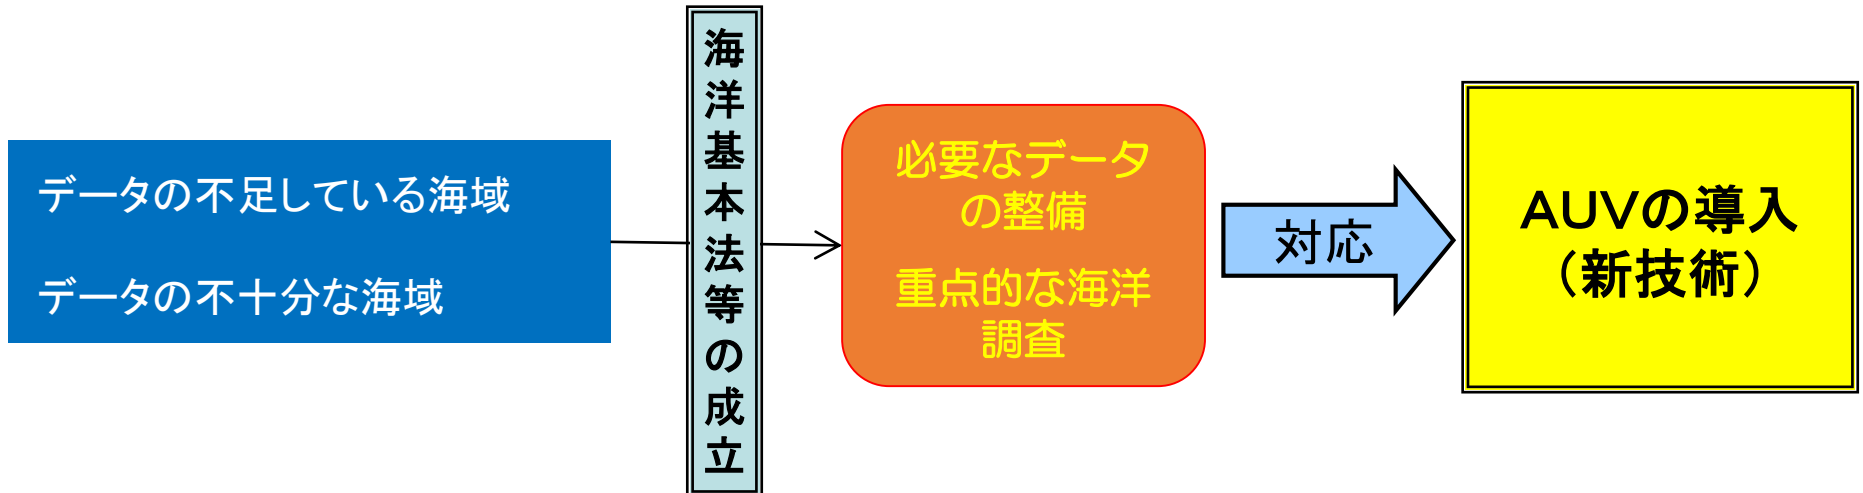 データの不足している海域
データの不十分な海域
海洋基本法等の成立
必要なデータ
の整備
重点的な海洋
調査
対応
AUVの導入
（新技術）